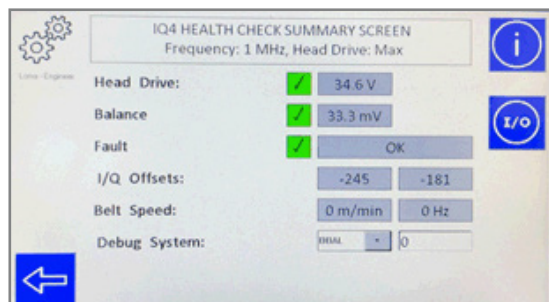 IQ4 HEALTH CHECK SUMMARY SCREEN
Frequency: 1 MHz, Head Drive: Max
i
Head Drive: ✓ 34.6 V
Balance ✓ 33.3 mV
I/O
Fault ✓ OK
I/Q Offsets: -245 -181
Belt Speed: 0 m/min 0 Hz
Debug System: 0